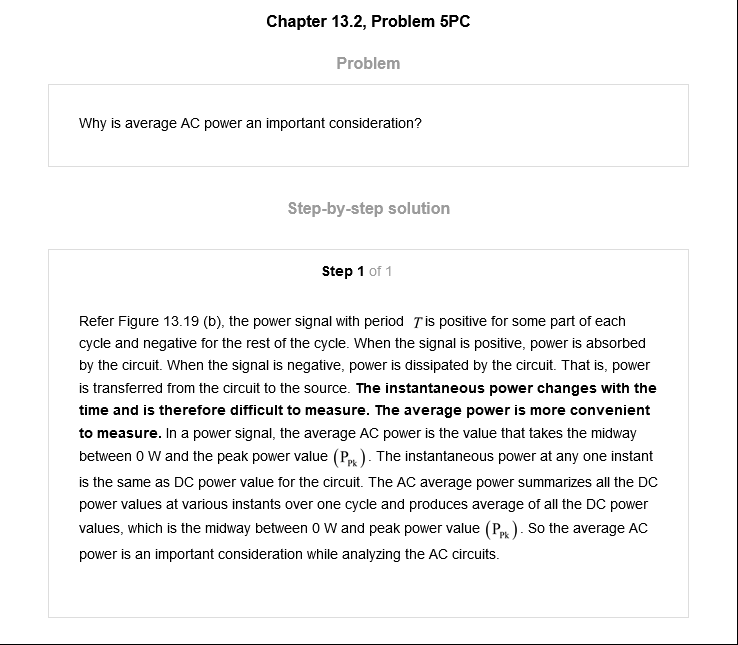 Chapter 13.2, Problem 5PC
Problem
Why is average AC power an important consideration?
Step-by-step solution
Step 1 of 1
Refer Figure 13.19 (b), the power signal with period T is positive for some part of each
cycle and negative for the rest of the cycle. When the signal is positive, power is absorbed
by the circuit. When the signal is negative, power is dissipated by the circuit. That is, power
is transferred from the circuit to the source. The instantaneous power changes with the
time and is therefore difficult to measure. The average power is more convenient
to measure. In a power signal, the average AC power is the value that takes the midway
between 0 W and the peak power value (P_Pk). The instantaneous power at any one instant
is the same as DC power value for the circuit. The AC average power summarizes all the DC
power values at various instants over one cycle and produces average of all the DC power
values, which is the midway between 0 W and peak power value (P_Pk). So the average AC
power is an important consideration while analyzing the AC circuits.